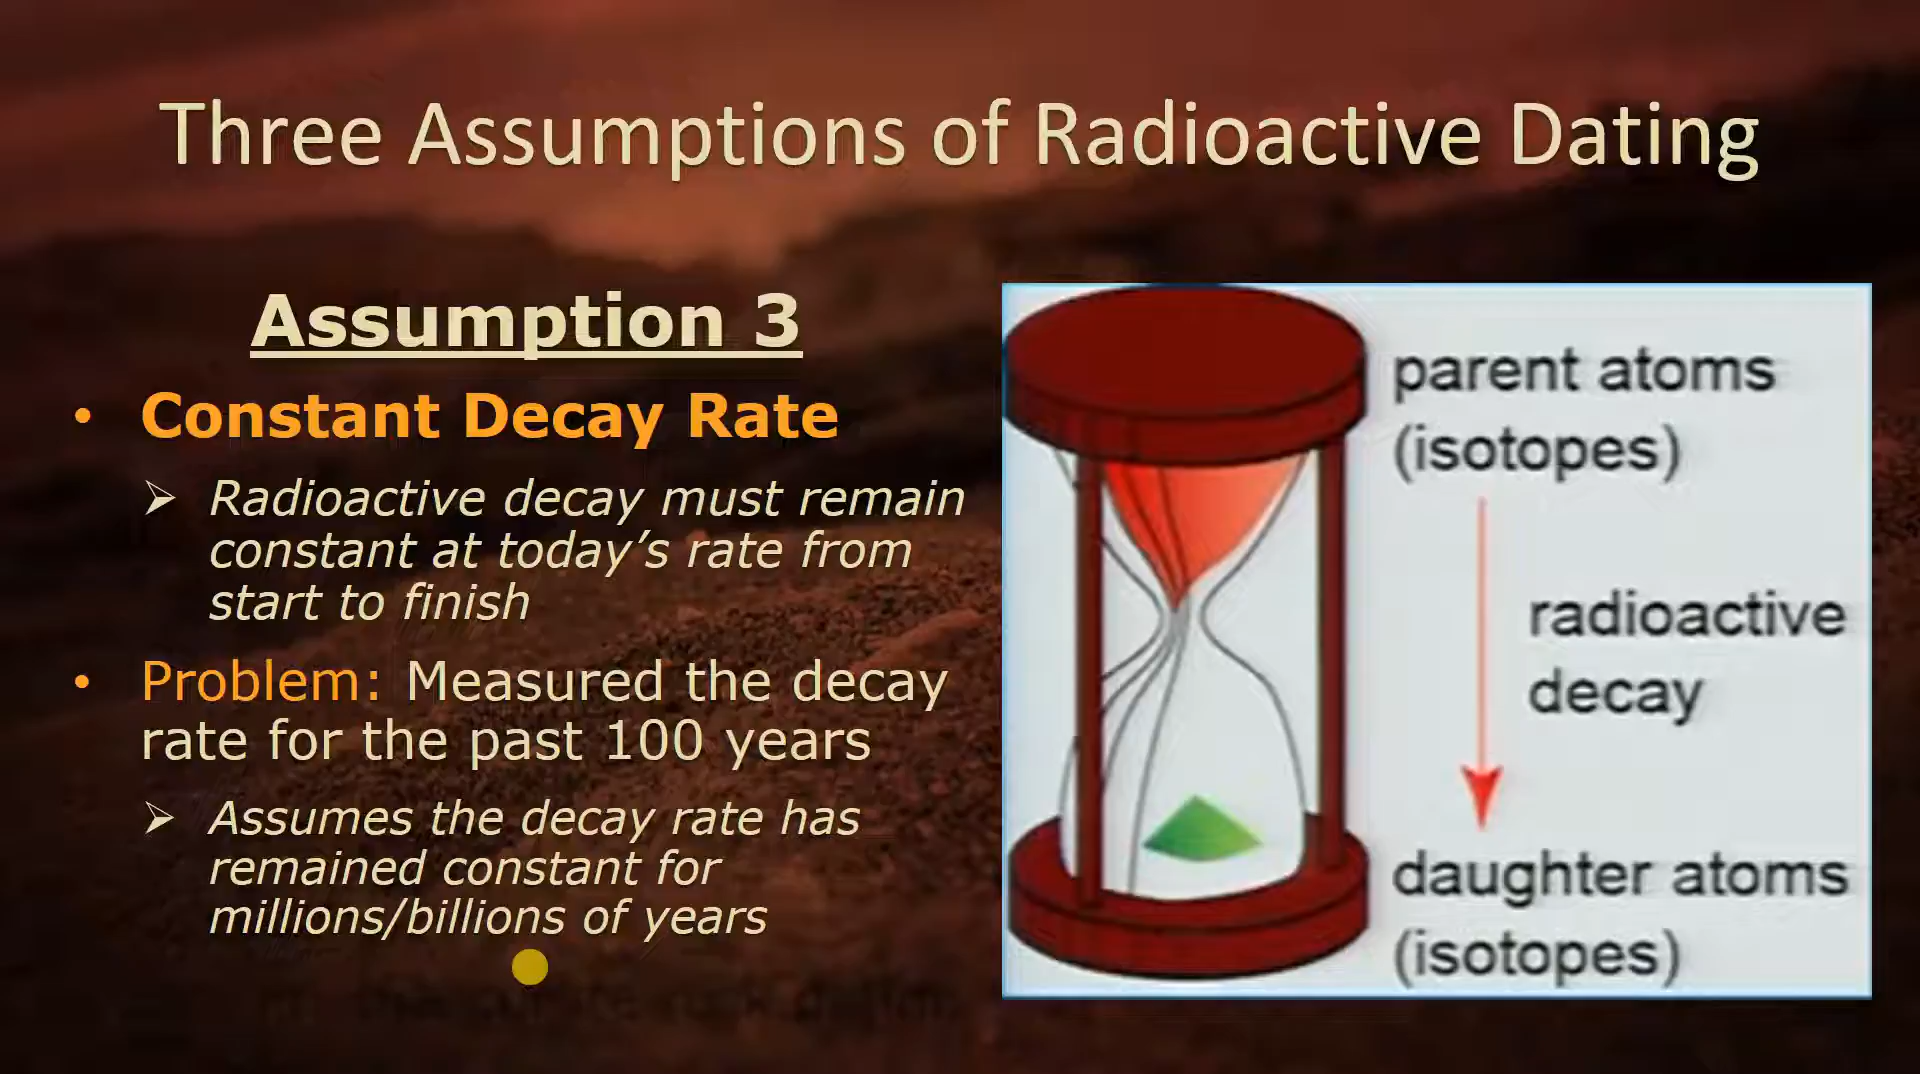 Three Assumptions of Radioactive Dating
Assumption 3
• Constant Decay Rate
➢ Radioactive decay must remain
constant at today’s rate from
start to finish
• Problem: Measured the decay
rate for the past 100 years
➢ Assumes the decay rate has
remained constant for
millions/billions of years
parent atoms
(isotopes)
radioactive
decay
daughter atoms
(isotopes)